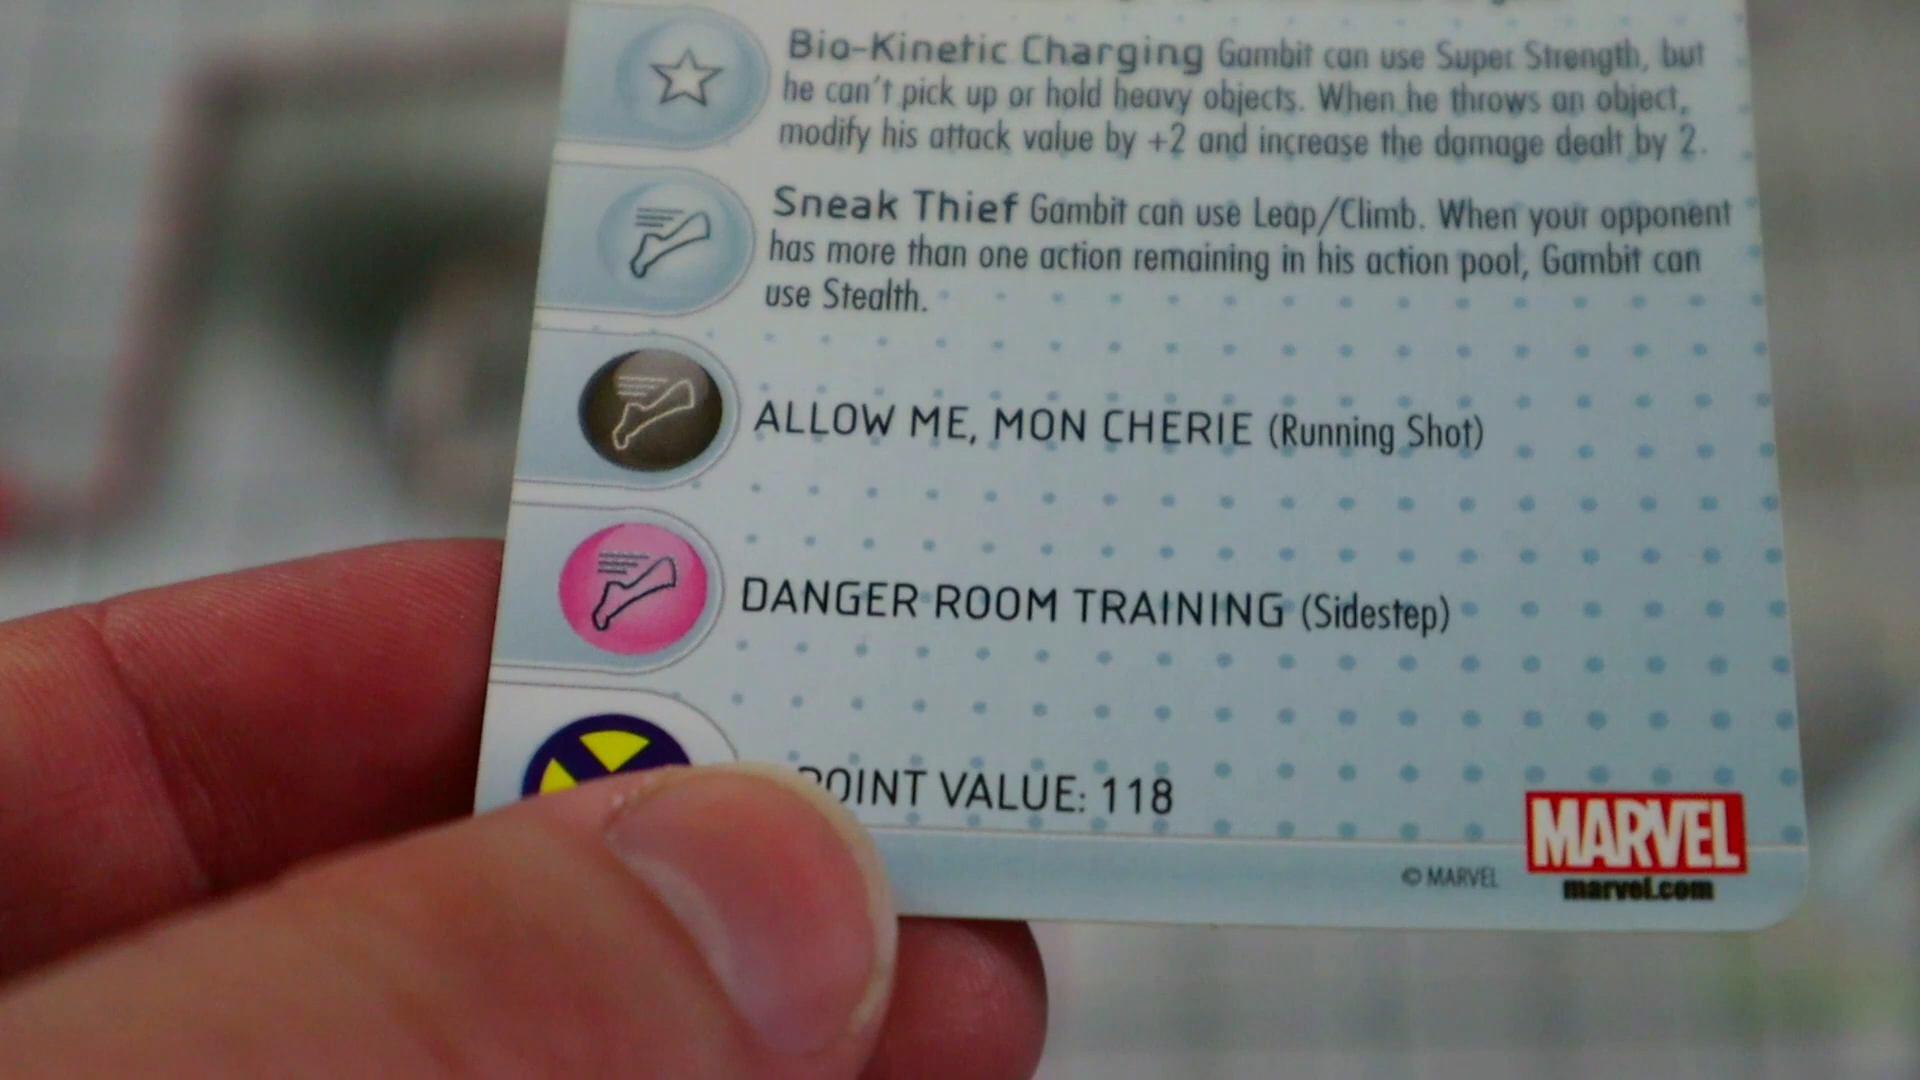 Bio-Kinetic Charging Gambit can use Super Strength, but
he can't pick up or hold heavy objects. When he throws an object,
modify his attack value by +2 and increase the damage dealt by 2.
Sneak Thief Gambit can use Leap/Climb. When your opponent
has more than one action remaining in his action pool, Gambit can
use Stealth.
ALLOW ME, MON CHERIE (Running Shot)
DANGER ROOM TRAINING (Sidestep)
POINT VALUE: 118
© MARVEL
MARVEL
marvel.com